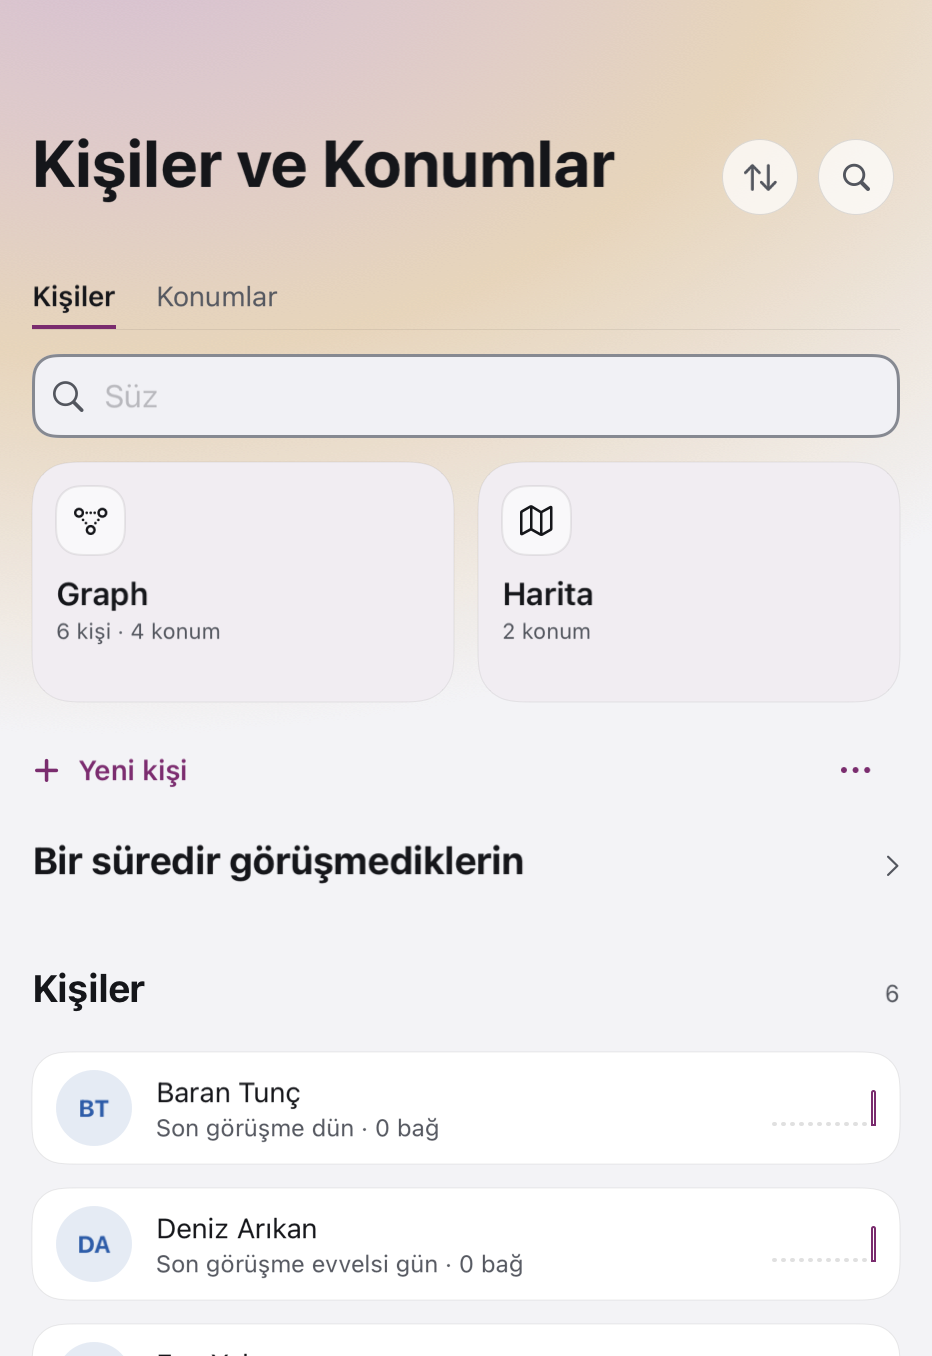 Kişiler ve Konumlar
Kişiler
Konumlar
Süz
Graph
6 kişi · 4 konum
Harita
2 konum
Yeni kişi
Bir süredir görüşmediklerin
Kişiler
6
BT
Baran Tunç
Son görüşme dün · 0 bağ
DA
Deniz Arıkan
Son görüşme evvelsi gün · 0 bağ